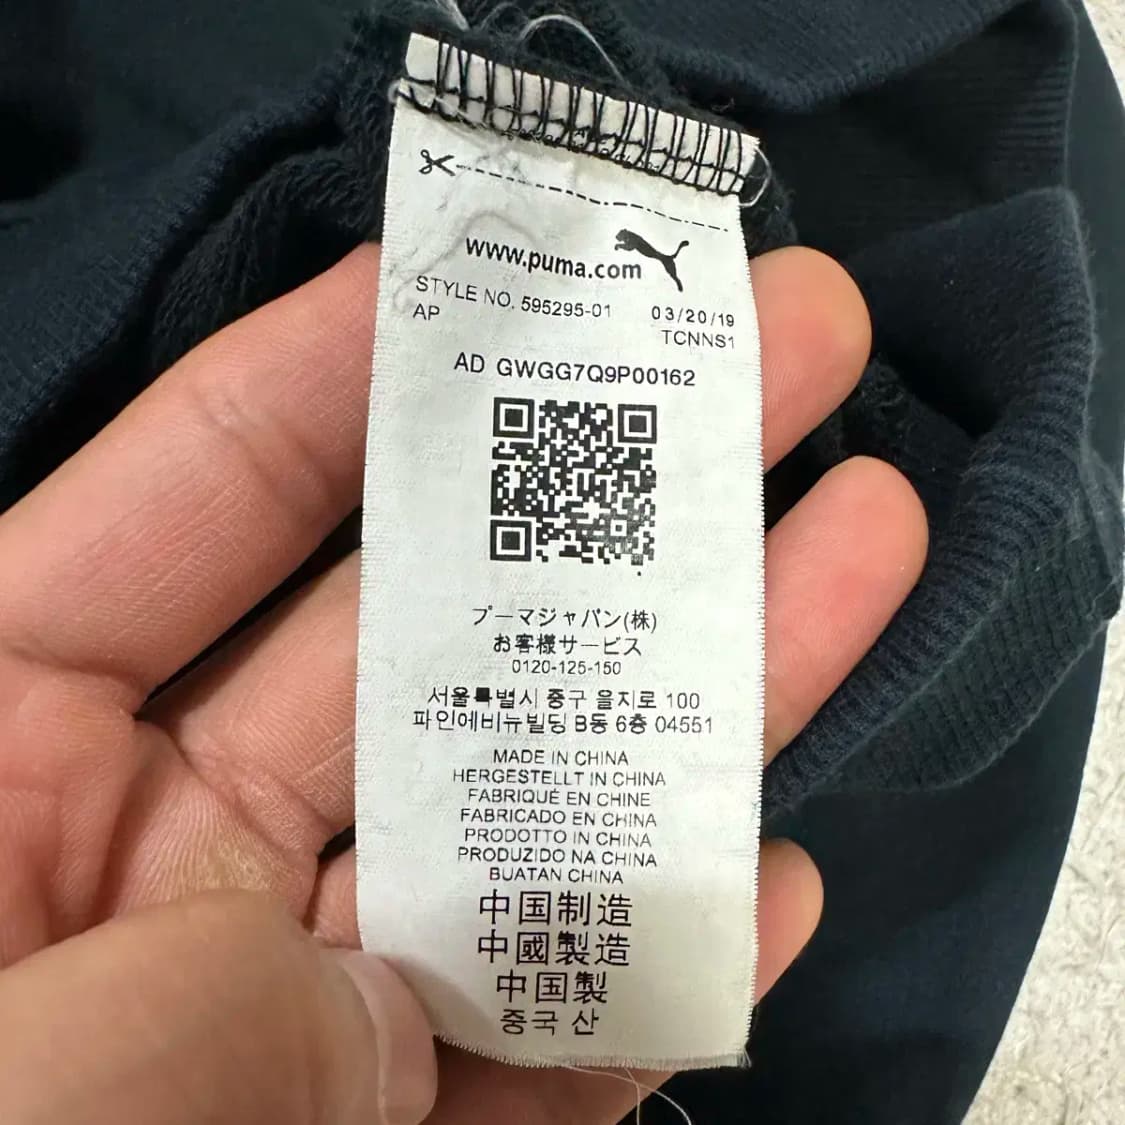 www.puma.com
STYLE NO. 595295-01 03/20/19
AP TCNNS1
AD GWGG7Q9P00162
プーマジャパン(株)
お客様サービス
0120-125-150
서울특별시 중구 을지로 100
파인에비뉴빌딩 B동 6층 04551
MADE IN CHINA
HERGESTELLT IN CHINA
FABRIQUÉ EN CHINE
FABRICADO EN CHINA
PRODOTTO IN CHINA
PRODUZIDO NA CHINA
BUATAN CHINA
中国制造
中國製造
中国製
중국 산